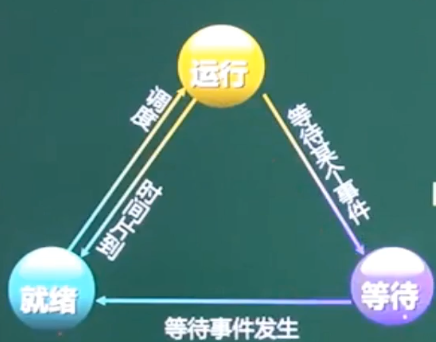 运行
调度
等待某个事件
时间片到
就绪
等待
等待事件发生